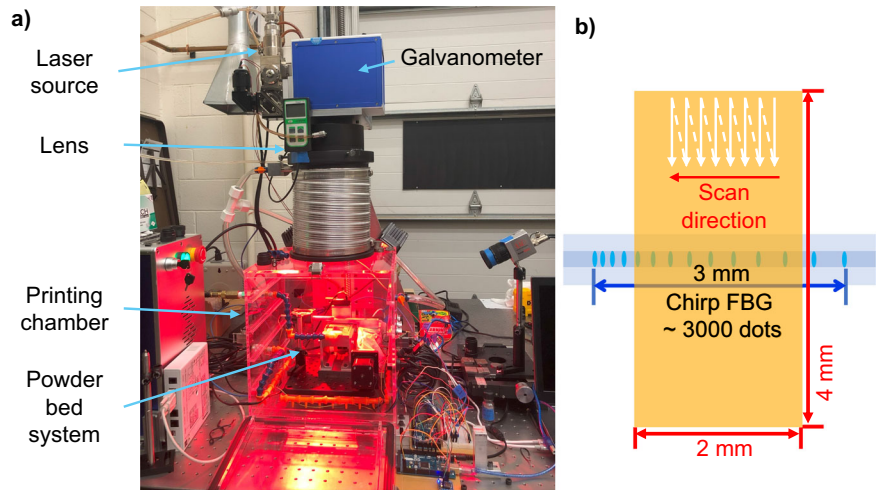 a)
Laser
source
Galvanometer
Lens
Printing
chamber
Powder
bed
system
b)
Scan
direction
3 mm
Chirp FBG
~ 3000 dots
4 mm
2 mm